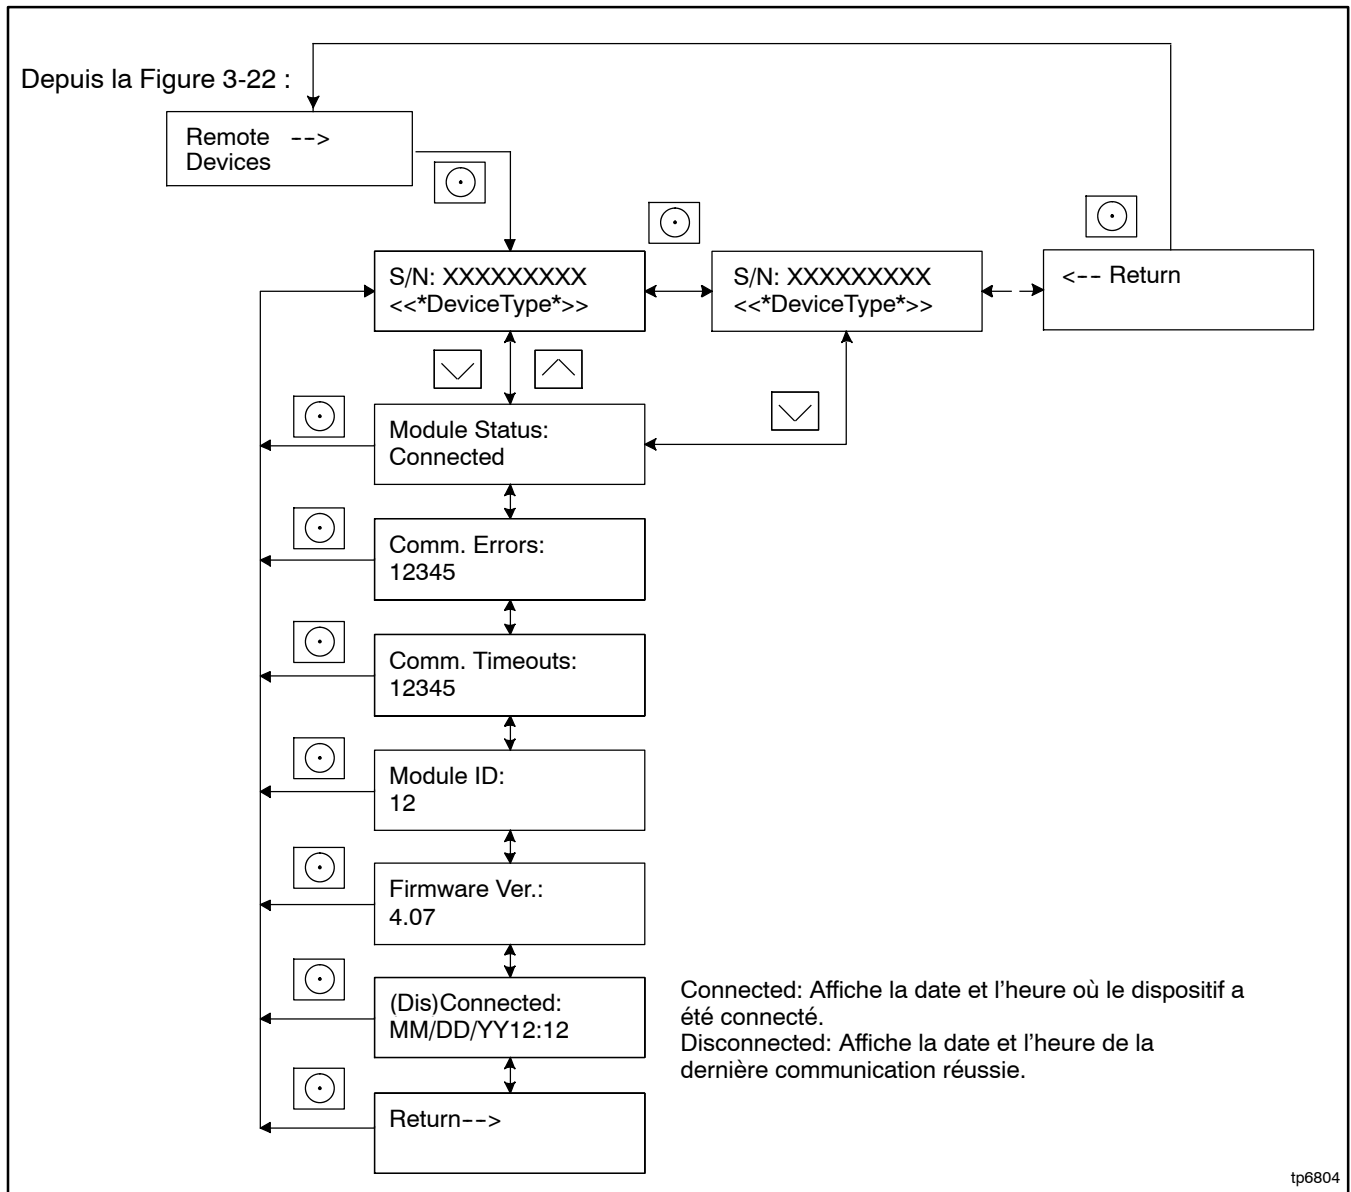 Depuis la Figure 3-22 :
Remote -->
Devices
S/N: XXXXXXXXX
<<*DeviceType*>>
S/N: XXXXXXXXX
<<*DeviceType*>>
<-- Return
Module Status:
Connected
Comm. Errors:
12345
Comm. Timeouts:
12345
Module ID:
12
Firmware Ver.:
4.07
(Dis)Connected:
MM/DD/YY12:12
Connected: Affiche la date et l'heure où le dispositif a
été connecté.
Disconnected: Affiche la date et l'heure de la
dernière communication réussie.
Return-->
tp6804